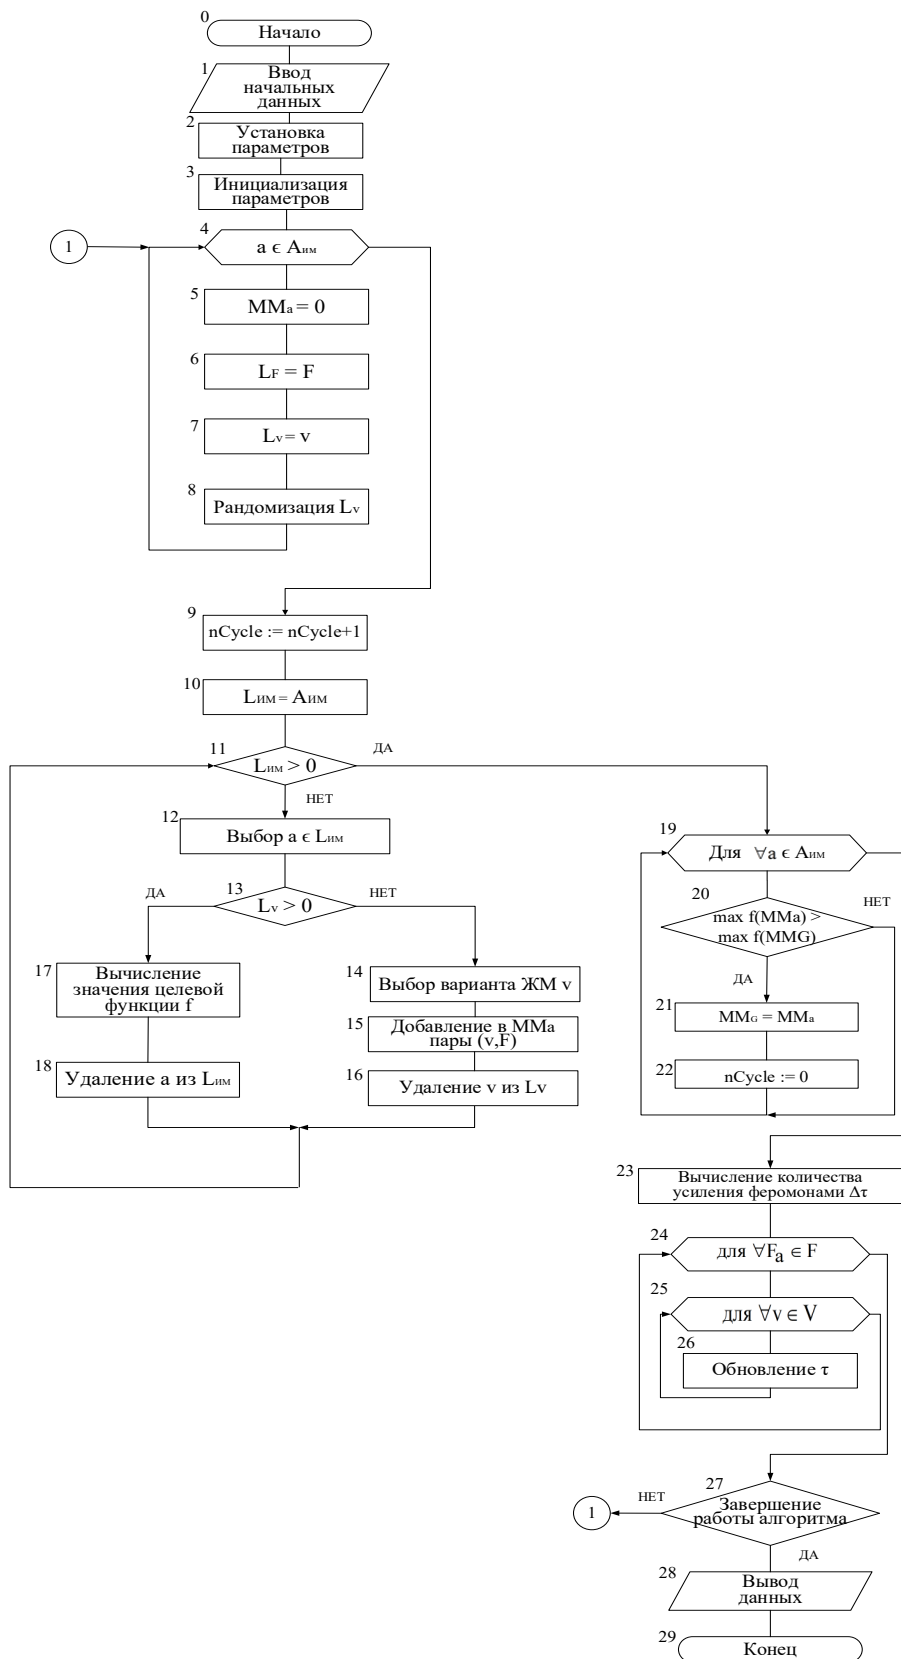 0
Начало
1
Ввод
начальных
данных
2
Установка
параметров
3
Инициализация
параметров
1
4
a ϵ Aим
5
MMa = 0
6
LF = F
7
Lv = v
8
Рандомизация Lv
9
nCycle := nCycle+1
10
LИМ = AИМ
11
Lим > 0
ДА
НЕТ
12
Выбор a ϵ Lим
13
Lv > 0
ДА
НЕТ
17
Вычисление
значения целевой
функции f
18
Удаление a из Lим
14
Выбор варианта ЖМ v
15
Добавление в ММа
пары (v,F)
16
Удаление v из Lv
19
Для ∀a ϵ Aим
20
max f(MMa) >
max f(MMG)
НЕТ
ДА
21
MMG = MMa
22
nCycle := 0
23
Вычисление количества
усиления феромонами Δτ
24
для ∀Fa ∈ F
25
для ∀v ∈ V
26
Обновление τ
27
Завершение
работы алгоритма
НЕТ
1
ДА
28
Вывод
данных
29
Конец